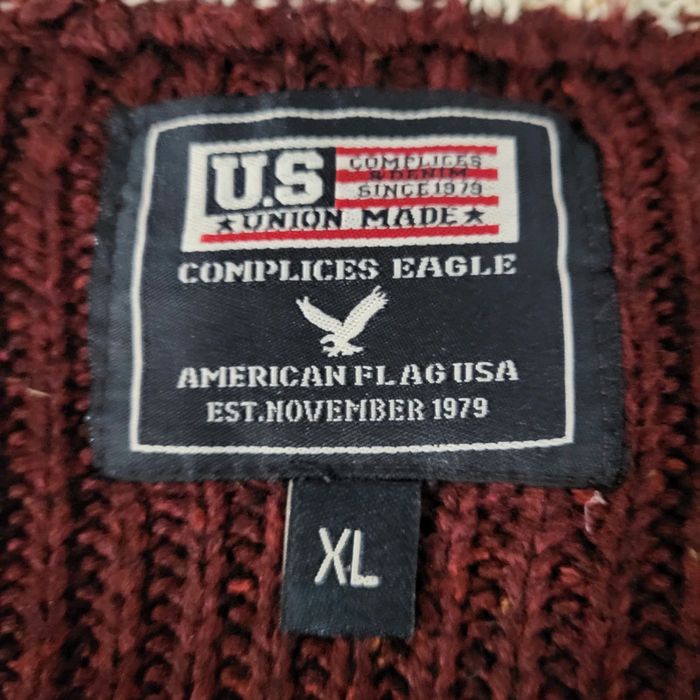 U.S
COMPLICES
& DENIM
SINCE 1979
★UNION MADE★
COMPLICES EAGLE
AMERICAN FLAG USA
EST.NOVEMBER 1979
XL